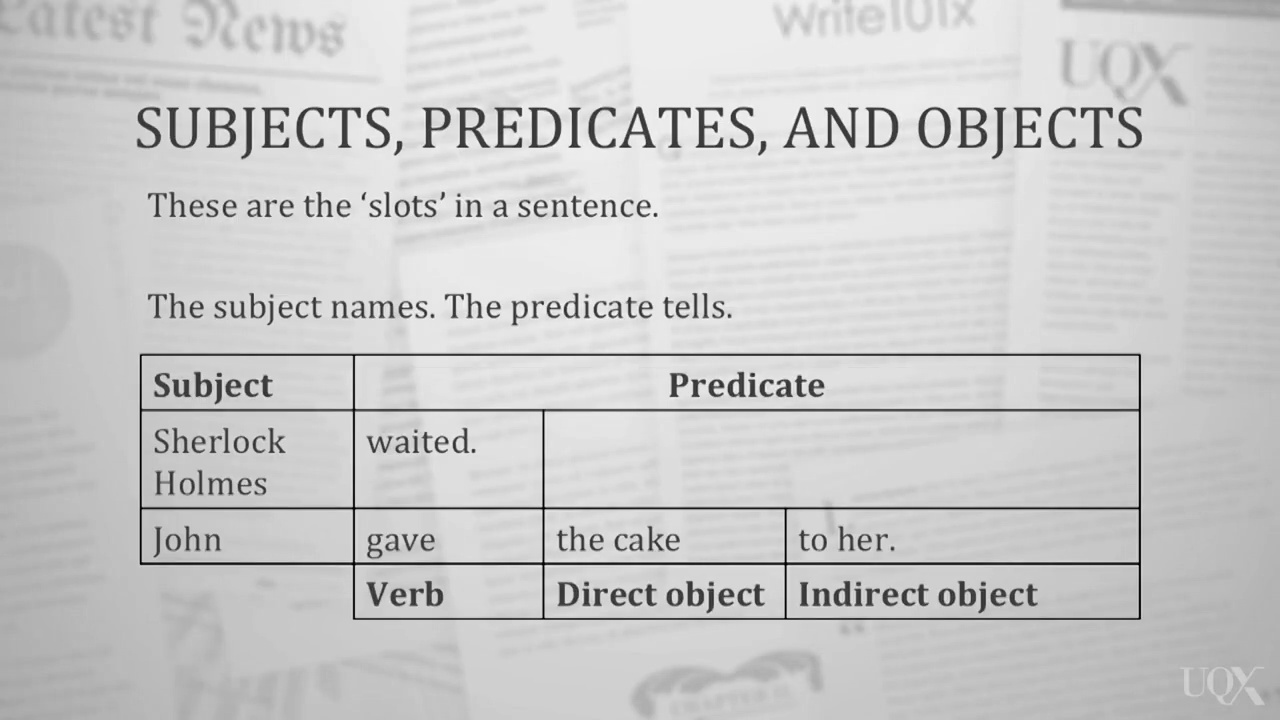 Latest News
Write101x
UQX
SUBJECTS, PREDICATES, AND OBJECTS
These are the ‘slots’ in a sentence.
The subject names. The predicate tells.
Subject Predicate
Sherlock Holmes waited.
John gave the cake to her.
Verb Direct object Indirect object
UQX